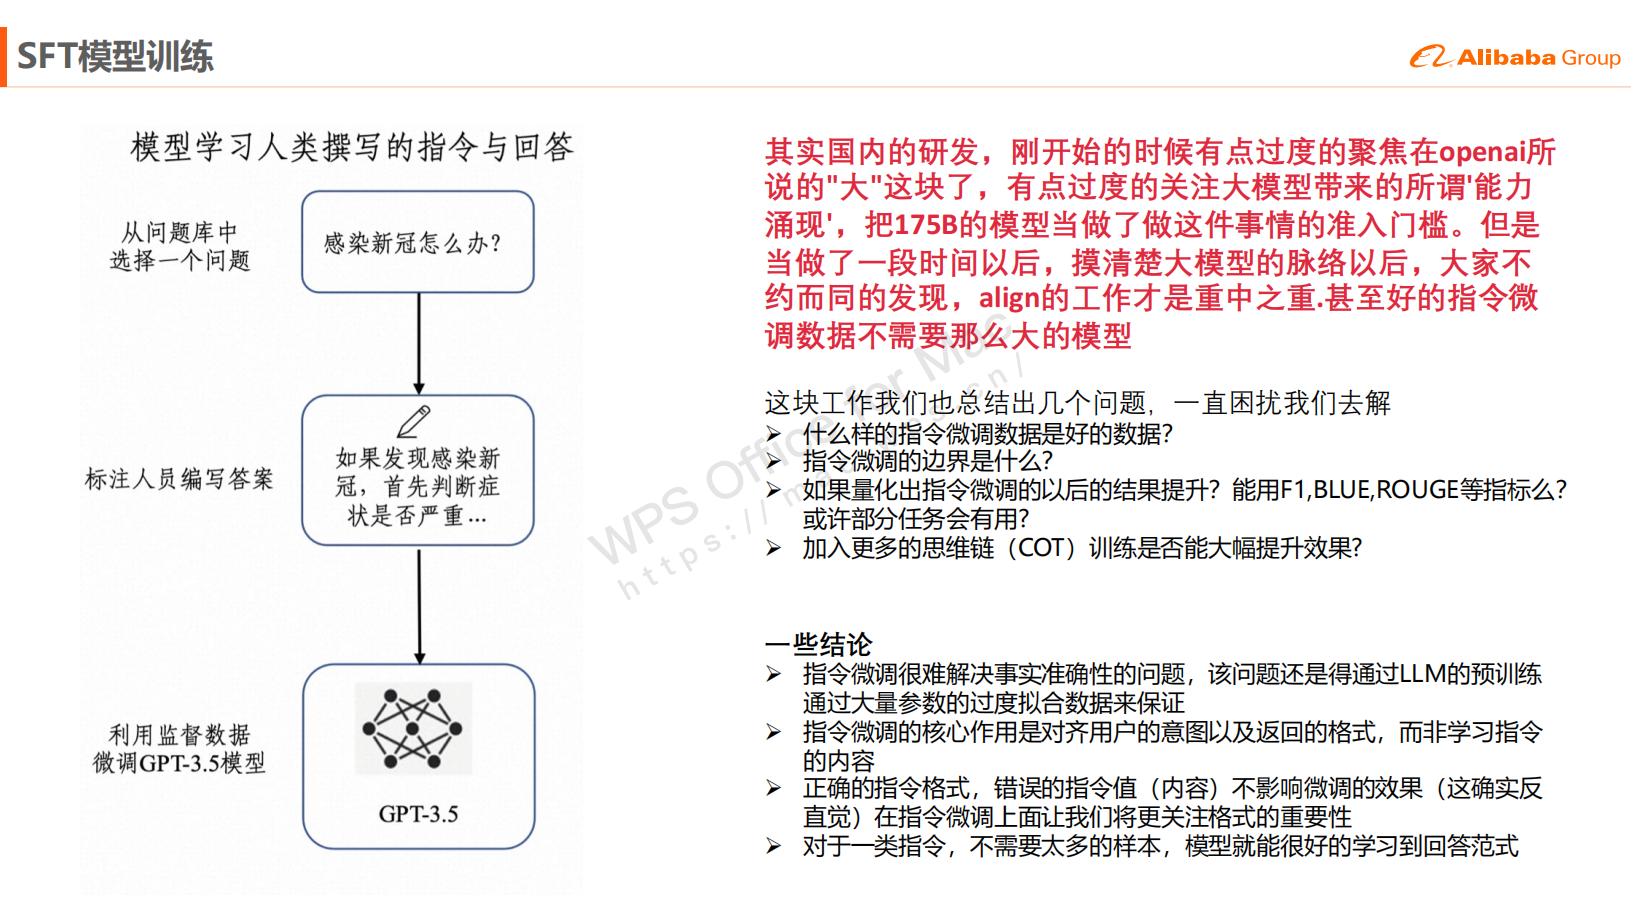 SFT模型训练
Alibaba Group
模型学习人类撰写的指令与回答
从问题库中
选择一个问题
感染新冠怎么办？
标注人员编写答案
如果发现感染新
冠，首先判断症
状是否严重...
利用监督数据
微调GPT-3.5模型
GPT-3.5
其实国内的研发，刚开始的时候有点过度的聚焦在openai所
说的"大"这块了，有点过度的关注大模型带来的所谓'能力
涌现'，把175B的模型当做了做这件事情的准入门槛。但是
当做了一段时间以后，摸清楚大模型的脉络以后，大家不
约而同的发现，align的工作才是重中之重.甚至好的指令微
调数据不需要那么大的模型
这块工作我们也总结出几个问题，一直困扰我们去解
➢ 什么样的指令微调数据是好的数据？
➢ 指令微调的边界是什么？
➢ 如果量化出指令微调的以后的结果提升？能用F1,BLUE,ROUGE等指标么？
或许部分任务会有用？
➢ 加入更多的思维链（COT）训练是否能大幅提升效果？
一些结论
➢ 指令微调很难解决事实准确性的问题，该问题还是得通过LLM的预训练
通过大量参数的过度拟合数据来保证
➢ 指令微调的核心作用是对齐用户的意图以及返回的格式，而非学习指令
的内容
➢ 正确的指令格式，错误的指令值（内容）不影响微调的效果（这确实反
直觉）在指令微调上面让我们将更关注格式的重要性
➢ 对于一类指令，不需要太多的样本，模型就能很好的学习到回答范式
WPS Office for Mac